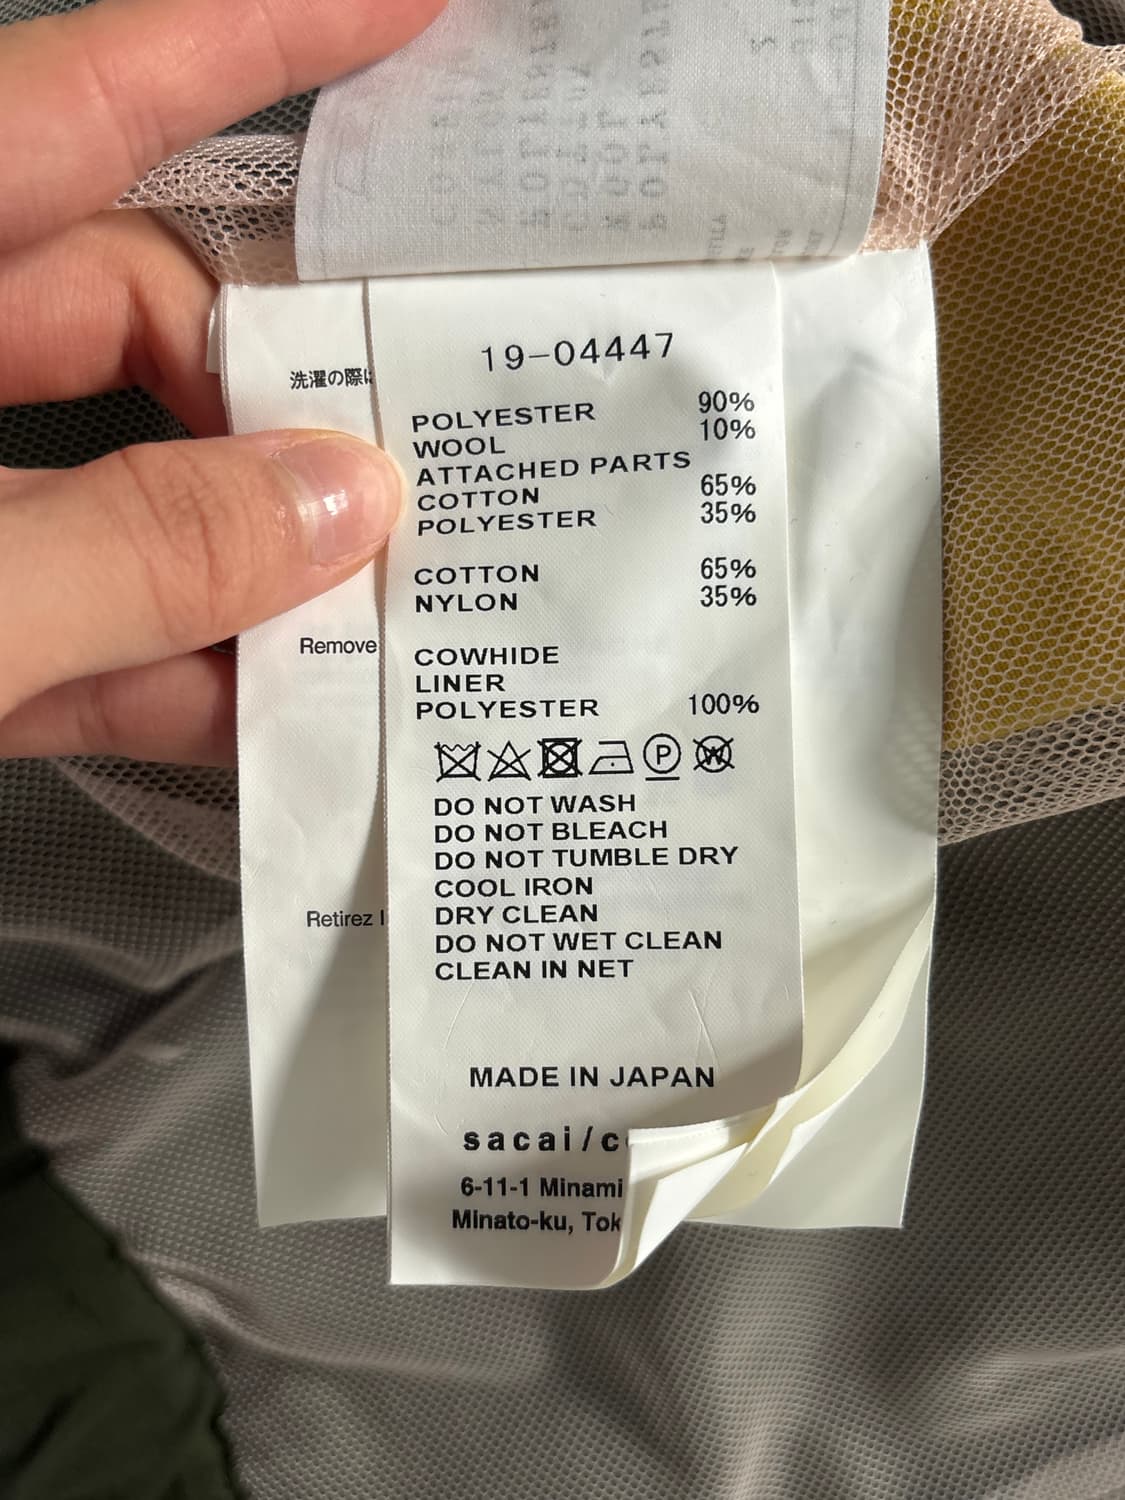 洗濯の際に
Remove
Retirez l
19-04447
POLYESTER 90%
WOOL 10%
ATTACHED PARTS
COTTON 65%
POLYESTER 35%
COTTON 65%
NYLON 35%
COWHIDE
LINER
POLYESTER 100%
P W
DO NOT WASH
DO NOT BLEACH
DO NOT TUMBLE DRY
COOL IRON
DRY CLEAN
DO NOT WET CLEAN
CLEAN IN NET
MADE IN JAPAN
sacai/c
6-11-1 Minami
Minato-ku, Tok